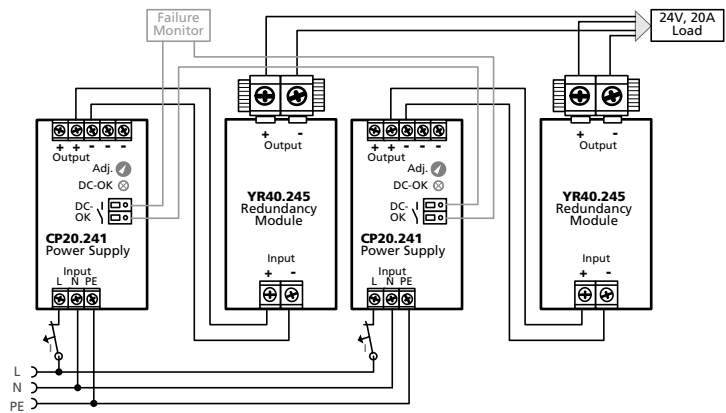 Failure
Monitor
24V, 20A
Load
+ + - - -
Output
Adj.
DC-OK
DC-
OK
CP20.241
Power Supply
Input
L N PE
I
+ -
Output
YR40.245
Redundancy
Module
Input
+ -
+ + - - -
Output
Adj.
DC-OK
DC-
OK
CP20.241
Power Supply
Input
L N PE
I
+ -
Output
YR40.245
Redundancy
Module
Input
+ -
L
N
PE